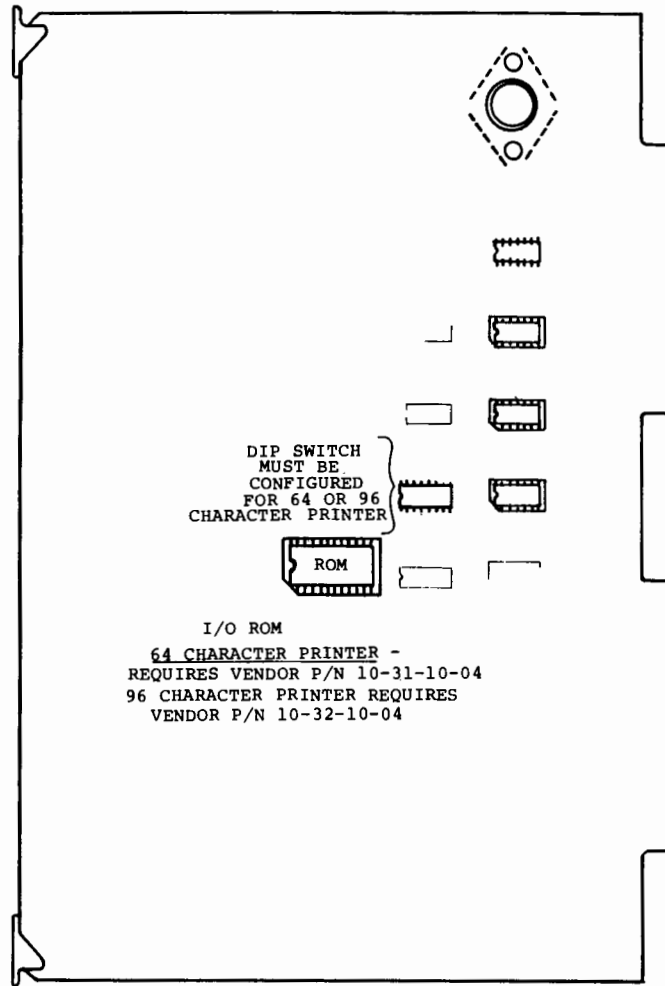 DIP SWITCH
MUST BE
CONFIGURED
FOR 64 OR 96
CHARACTER PRINTER
ROM
I/O ROM
64 CHARACTER PRINTER -
REQUIRES VENDOR P/N 10-31-10-04
96 CHARACTER PRINTER REQUIRES
VENDOR P/N 10-32-10-04